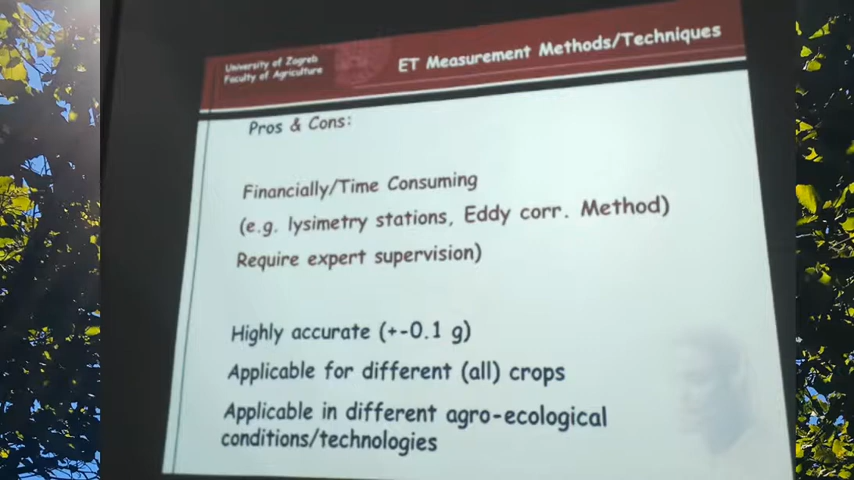 University of Zagreb
Faculty of Agriculture
ET Measurement Methods/Techniques
Pros & Cons:
Financially/Time Consuming
(e.g. lysimetry stations, Eddy corr. Method)
Require expert supervision)
Highly accurate (+-0.1 g)
Applicable for different (all) crops
Applicable in different agro-ecological
conditions/technologies